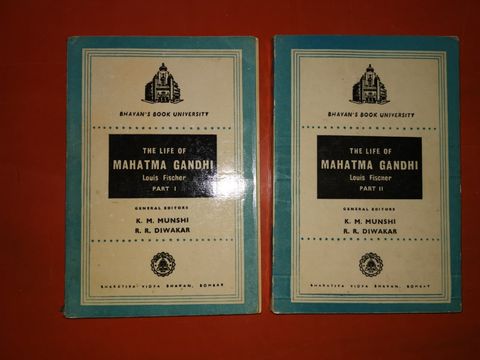 BHAVAN'S BOOK UNIVERSITY
THE LIFE OF
MAHATMA GANDHI
Louis Fischer
PART I
GENERAL EDITORS
K. M. MUNSHI
R. R. DIWAKAR
BHARATIYA VIDYA BHAVAN, BOMBAY
BHAVAN'S BOOK UNIVERSITY
THE LIFE OF
MAHATMA GANDHI
Louis Fischer
PART II
GENERAL EDITORS
K. M. MUNSHI
R. R. DIWAKAR
BHARATIYA VIDYA BHAVAN, BOMBAY